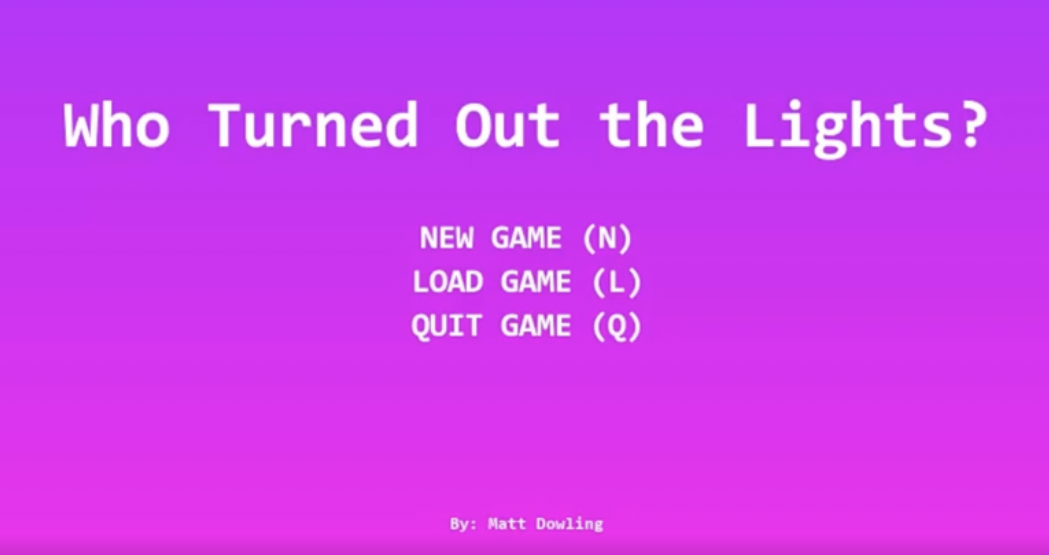 Who Turned Out the Lights?
NEW GAME (N)
LOAD GAME (L)
QUIT GAME (Q)
By: Matt Dowling